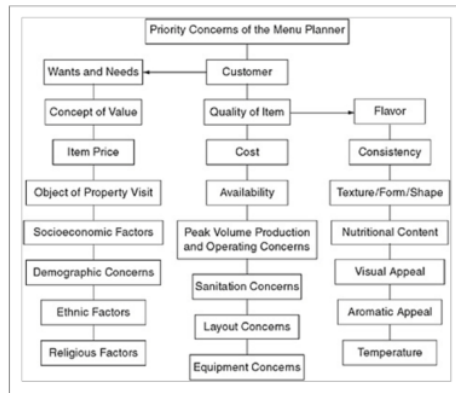 Priority Concerns of the Menu Planner
Wants and Needs
Customer
Concept of Value
Quality of Item
Flavor
Item Price
Cost
Consistency
Object of Property Visit
Availability
Texture/Form/Shape
Socioeconomic Factors
Peak Volume Production
and Operating Concerns
Nutritional Content
Demographic Concerns
Sanitation Concerns
Visual Appeal
Ethnic Factors
Layout Concerns
Aromatic Appeal
Religious Factors
Equipment Concerns
Temperature